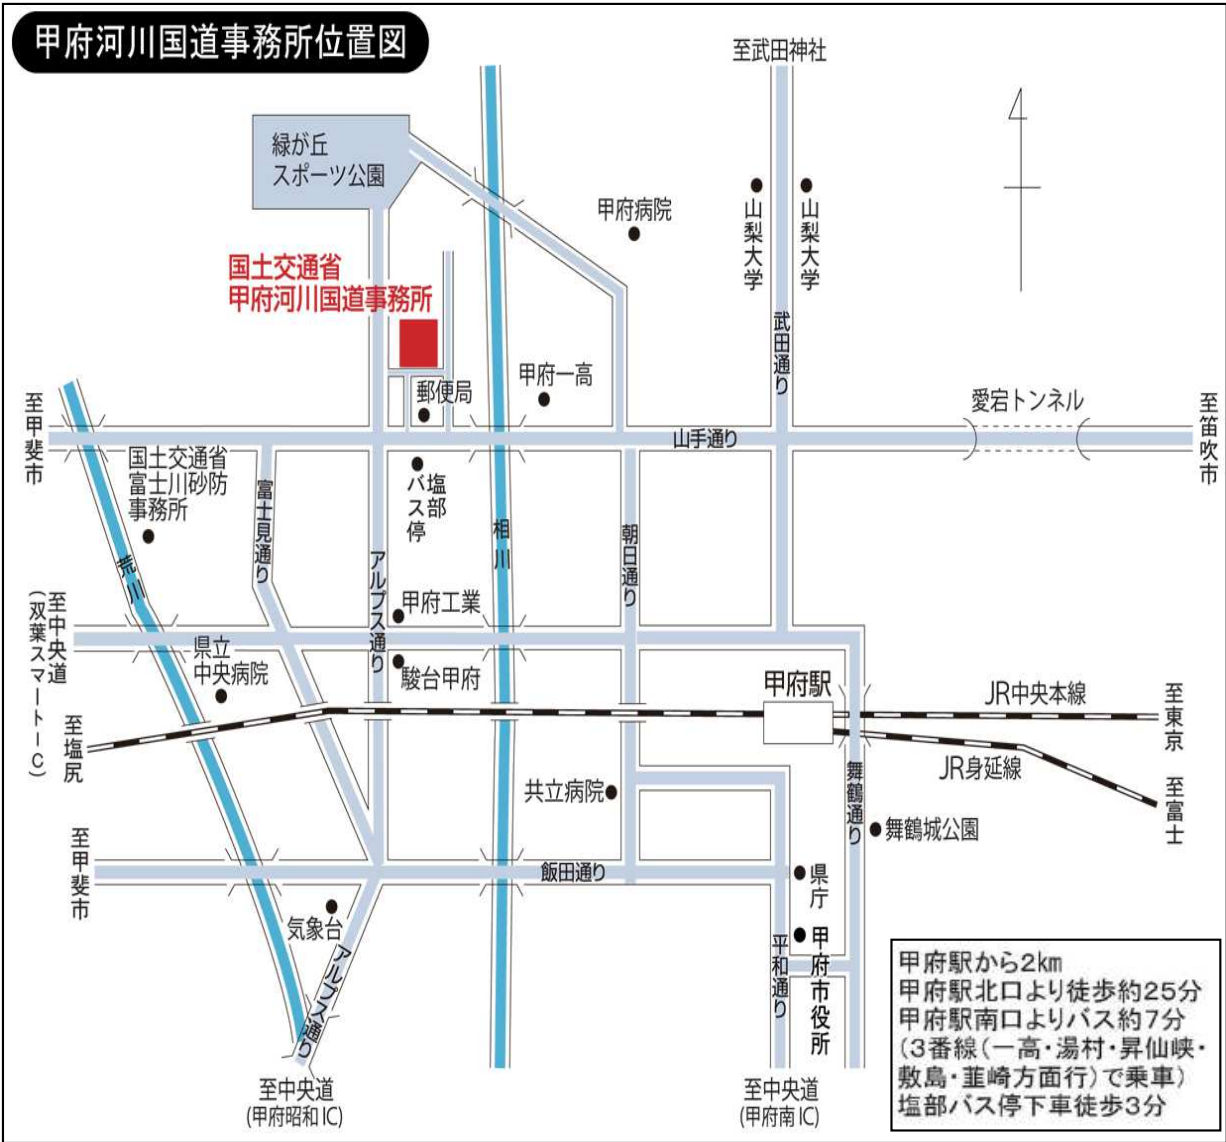 甲府河川国道事務所位置図
至武田神社
緑が丘
スポーツ公園
甲府病院
山梨大学
山梨大学
国土交通省
甲府河川国道事務所
武田通り
甲府一高
郵便局
愛宕トンネル
至甲斐市
山手通り
至笛吹市
国土交通省
富士川砂防
事務所
富士見通り
塩部
バス停
相川
朝日通り
荒川
アルプス通り
甲府工業
至中央道
(双葉スマートIC)
県立
中央病院
駿台甲府
甲府駅
JR中央本線
至東京
至塩尻
JR身延線
至富士
共立病院
舞鶴通り
舞鶴城公園
至甲斐市
飯田通り
県庁
気象台
アルプス通り
平和通り
甲府市役所
至中央道
(甲府昭和IC)
至中央道
(甲府南IC)
甲府駅から2km
甲府駅北口より徒歩約25分
甲府駅南口よりバス約7分
(3番線(一高・湯村・昇仙峡・
敷島・韮崎方面行)で乗車)
塩部バス停下車徒歩3分